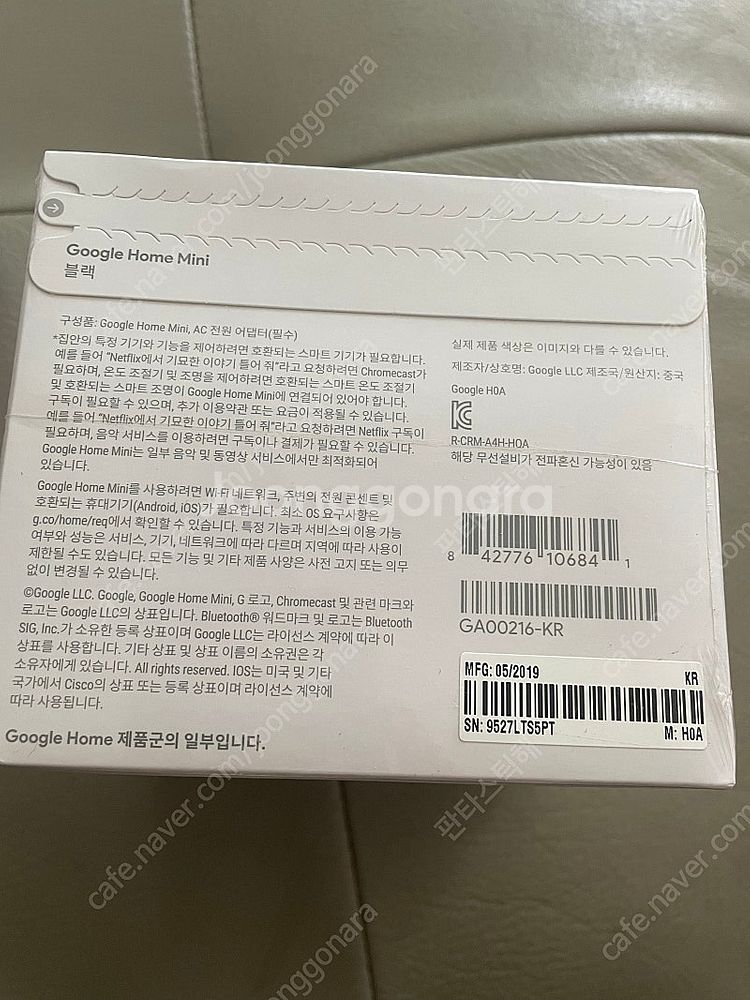 Google Home Mini
블랙
구성품: Google Home Mini, AC 전원 어댑터(필수)
*집안의 특정 기기와 기능을 제어하려면 호환되는 스마트 기기가 필요합니다.
예를 들어 "Netflix에서 기묘한 이야기 틀어 줘"라고 요청하려면 Chromecast가
필요하며, 온도 조절기 및 조명을 제어하려면 호환되는 스마트 온도 조절기
및 호환되는 스마트 조명이 Google Home Mini에 연결되어 있어야 합니다.
구독이 필요할 수 있으며, 추가 이용약관 또는 요금이 적용될 수 있습니다.
예를 들어 "Netflix에서 기묘한 이야기 틀어 줘"라고 요청하려면 Netflix 구독이
필요하며, 음악 서비스를 이용하려면 구독이나 결제가 필요할 수 있습니다.
Google Home Mini는 일부 음악 및 동영상 서비스에서만 최적화되어
있습니다.
Google Home Mini를 사용하려면 Wi-Fi 네트워크, 주변의 전원 콘센트 및
호환되는 휴대기기(Android, iOS)가 필요합니다. 최소 OS 요구사항은
g.co/home/req에서 확인할 수 있습니다. 특정 기능과 서비스의 이용 가능
여부와 성능은 서비스, 기기, 네트워크에 따라 다르며 지역에 따라 사용이
제한될 수도 있습니다. 모든 기능 및 기타 제품 사양은 사전 고지 또는 의무
없이 변경될 수 있습니다.
©Google LLC. Google, Google Home Mini, G 로고, Chromecast 및 관련 마크와
로고는 Google LLC의 상표입니다. Bluetooth® 워드마크 및 로고는 Bluetooth
SIG, Inc.가 소유한 등록 상표이며 Google LLC는 라이선스 계약에 따라 이
상표를 사용합니다. 기타 상표 및 상표 이름의 소유권은 각
소유자에게 있습니다. All rights reserved. IOS는 미국 및 기타
국가에서 Cisco의 상표 또는 등록 상표이며 라이선스 계약에
따라 사용됩니다.
Google Home 제품군의 일부입니다.
실제 제품 색상은 이미지와 다를 수 있습니다.
제조자/상호명: Google LLC 제조국/원산지: 중국
Google H0A
R-CRM-A4H-H0A
해당 무선설비가 전파혼신 가능성이 있음
8 42776 10684 1
GA00216-KR
MFG: 05/2019 KR
SN: 9527LTS5PT M: H0A
joonggonara
cafe.naver.com/joonggonara
판타스틱헤
cafe.naver.com